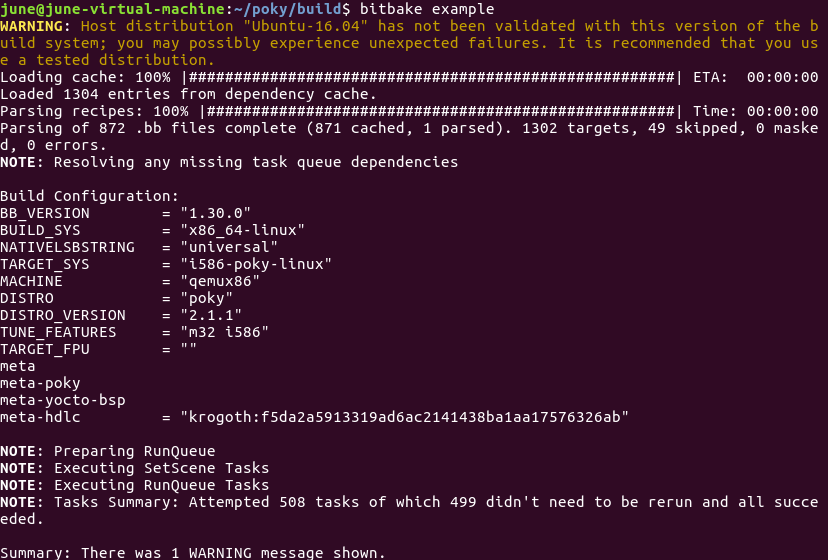 june@june-virtual-machine:~/poky/build$ bitbake example
WARNING: Host distribution "Ubuntu-16.04" has not been validated with this version of the b
uild system; you may possibly experience unexpected failures. It is recommended that you us
e a tested distribution.
Loading cache: 100% |######################################################| ETA:  00:00:00
Loaded 1304 entries from dependency cache.
Parsing recipes: 100% |####################################################| Time: 00:00:00
Parsing of 872 .bb files complete (871 cached, 1 parsed). 1302 targets, 49 skipped, 0 maske
d, 0 errors.
NOTE: Resolving any missing task queue dependencies

Build Configuration:
BB_VERSION        = "1.30.0"
BUILD_SYS         = "x86_64-linux"
NATIVELSBSTRING   = "universal"
TARGET_SYS        = "i586-poky-linux"
MACHINE           = "qemux86"
DISTRO            = "poky"
DISTRO_VERSION    = "2.1.1"
TUNE_FEATURES     = "m32 i586"
TARGET_FPU        = ""
meta
meta-poky
meta-yocto-bsp
meta-hdlc         = "krogoth:f5da2a5913319ad6ac2141438ba1aa17576326ab"

NOTE: Preparing RunQueue
NOTE: Executing SetScene Tasks
NOTE: Executing RunQueue Tasks
NOTE: Tasks Summary: Attempted 508 tasks of which 499 didn't need to be rerun and all succe
eded.

Summary: There was 1 WARNING message shown.